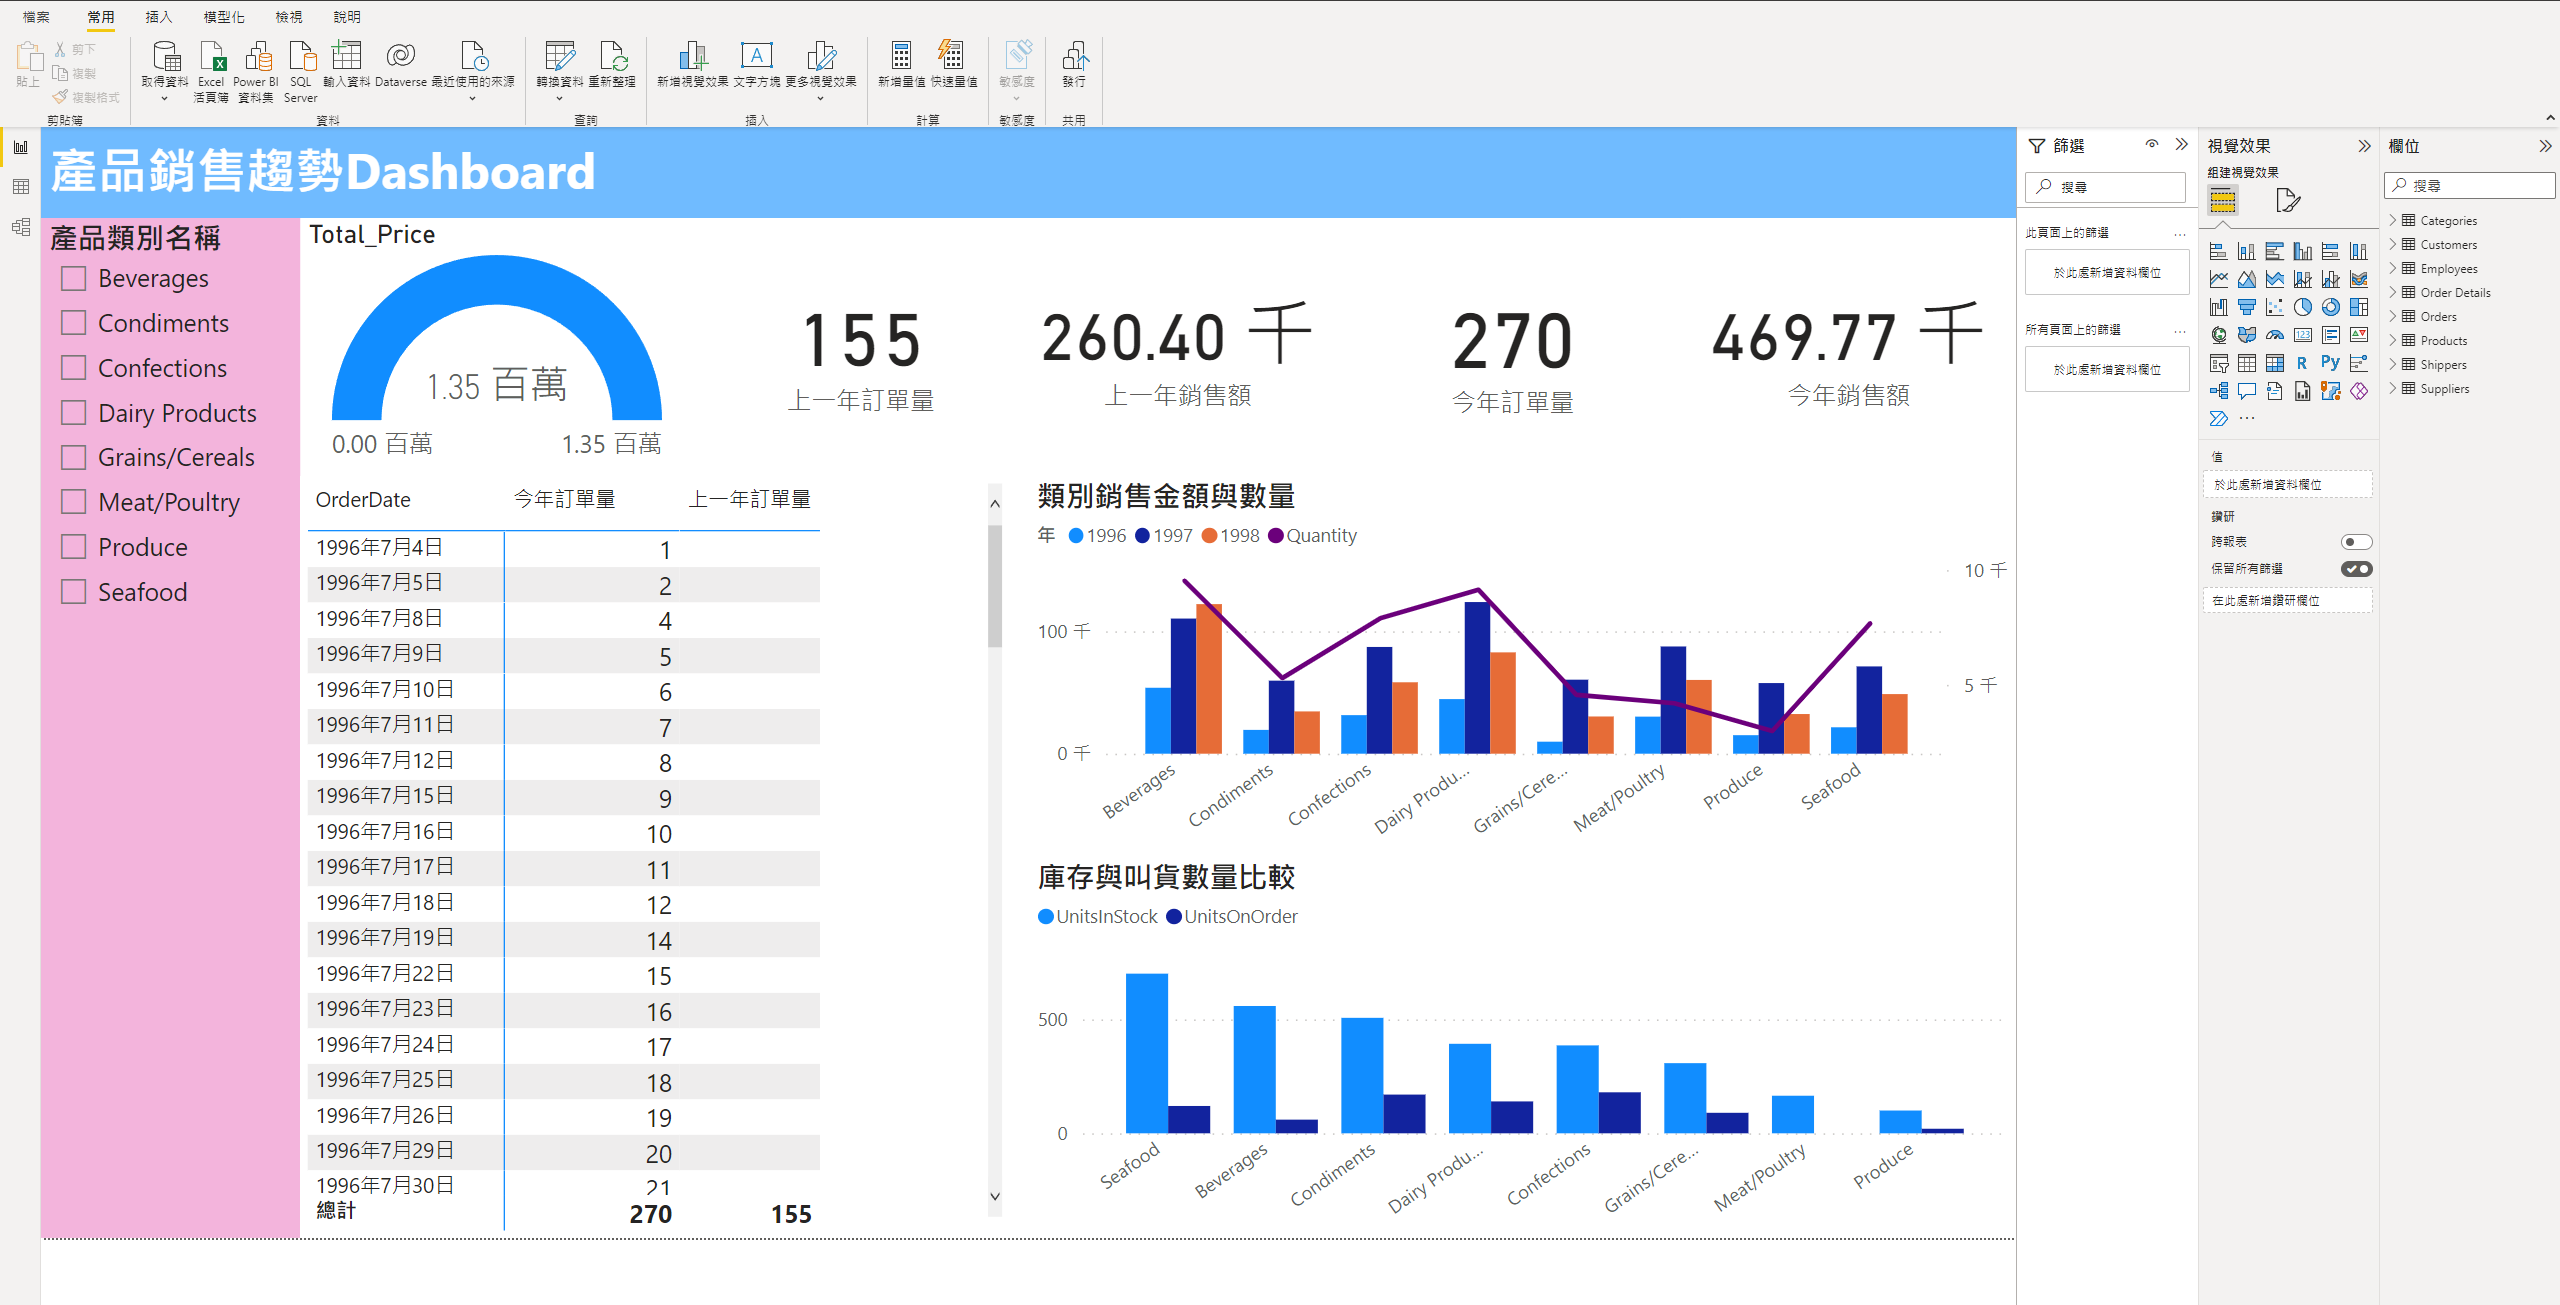 檔案 常用 插入 模型化 檢視 說明
貼上 剪下 複製 複製格式
取得資料 Excel 活頁簿 Power BI 資料集 SQL Server 輸入資料 Dataverse 最近使用的來源
轉換資料 重新整理
新增視覺效果 文字方塊 更多視覺效果
新增量值 快速量值
敏感度
發行
剪貼簿 資料 查詢 插入 計算 敏感度 共用
產品銷售趨勢Dashboard
產品類別名稱
Beverages
Condiments
Confections
Dairy Products
Grains/Cereals
Meat/Poultry
Produce
Seafood
Total_Price
1.35 百萬
0.00 百萬 1.35 百萬
155
上一年訂單量
260.40 千
上一年銷售額
270
今年訂單量
469.77 千
今年銷售額
OrderDate 今年訂單量 上一年訂單量
1996年7月4日 1
1996年7月5日 2
1996年7月8日 4
1996年7月9日 5
1996年7月10日 6
1996年7月11日 7
1996年7月12日 8
1996年7月15日 9
1996年7月16日 10
1996年7月17日 11
1996年7月18日 12
1996年7月19日 14
1996年7月22日 15
1996年7月23日 16
1996年7月24日 17
1996年7月25日 18
1996年7月26日 19
1996年7月29日 20
1996年7月30日 21
總計 270 155
類別銷售金額與數量
年 1996 1997 1998 Quantity
10 千
100 千
5 千
0 千
Beverages Condiments Confections Dairy Produ... Grains/Cere... Meat/Poultry Produce Seafood
庫存與叫貨數量比較
UnitsInStock UnitsOnOrder
500
0
Seafood Beverages Condiments Dairy Produ... Confections Grains/Cere... Meat/Poultry Produce
篩選
搜尋
此頁面上的篩選 ...
於此處新增資料欄位
所有頁面上的篩選 ...
於此處新增資料欄位
視覺效果
組建視覺效果
123
R Py
...
值
於此處新增資料欄位
鑽研
跨報表
保留所有篩選
在此處新增鑽研欄位
欄位
搜尋
Categories
Customers
Employees
Order Details
Orders
Products
Shippers
Suppliers